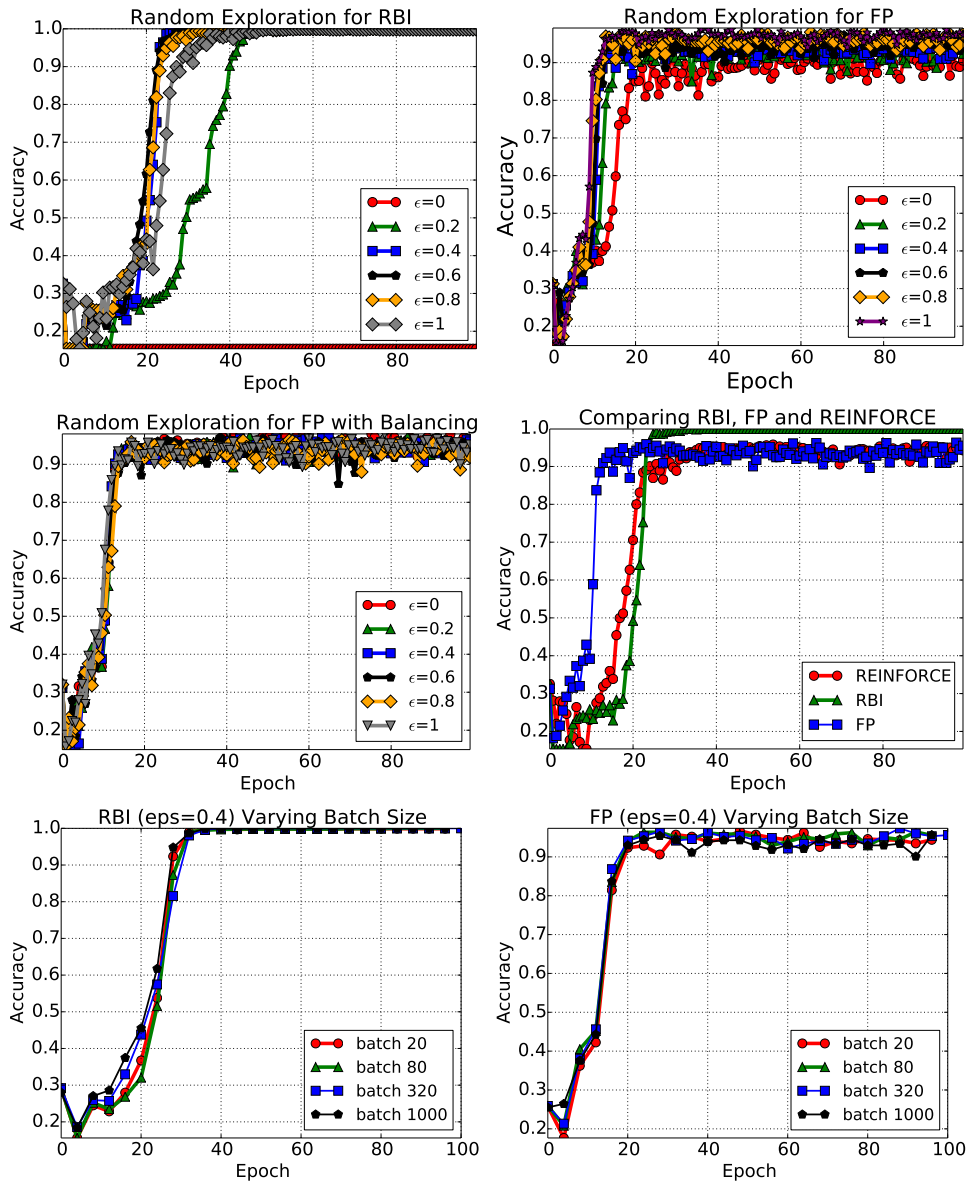 Random Exploration for RBI
Accuracy
1.0
0.9
0.8
0.7
0.6
0.5
0.4
0.3
0.2
ϵ=0
ϵ=0.2
ϵ=0.4
ϵ=0.6
ϵ=0.8
ϵ=1
0 20 40 60 80
Epoch
Random Exploration for FP
Accuracy
0.9
0.8
0.7
0.6
0.5
0.4
0.3
0.2
ϵ=0
ϵ=0.2
ϵ=0.4
ϵ=0.6
ϵ=0.8
ϵ=1
0 20 40 60 80
Epoch
Random Exploration for FP with Balancing
Accuracy
0.9
0.8
0.7
0.6
0.5
0.4
0.3
0.2
ϵ=0
ϵ=0.2
ϵ=0.4
ϵ=0.6
ϵ=0.8
ϵ=1
0 20 40 60 80
Epoch
Comparing RBI, FP and REINFORCE
Accuracy
1.0
0.9
0.8
0.7
0.6
0.5
0.4
0.3
0.2
REINFORCE
RBI
FP
0 20 40 60 80
Epoch
RBI (eps=0.4) Varying Batch Size
Accuracy
1.0
0.9
0.8
0.7
0.6
0.5
0.4
0.3
0.2
batch 20
batch 80
batch 320
batch 1000
0 20 40 60 80 100
Epoch
FP (eps=0.4) Varying Batch Size
Accuracy
0.9
0.8
0.7
0.6
0.5
0.4
0.3
0.2
batch 20
batch 80
batch 320
batch 1000
0 20 40 60 80 100
Epoch